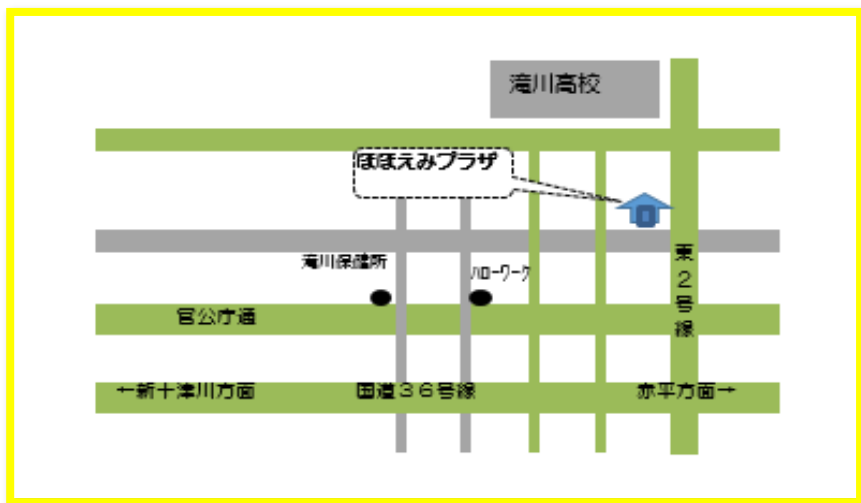 滝川高校
ほほえみプラザ
滝川保健所
ハローワーク
東2号線
官公庁通
←新十津川方面
国道36号線
赤平方面→